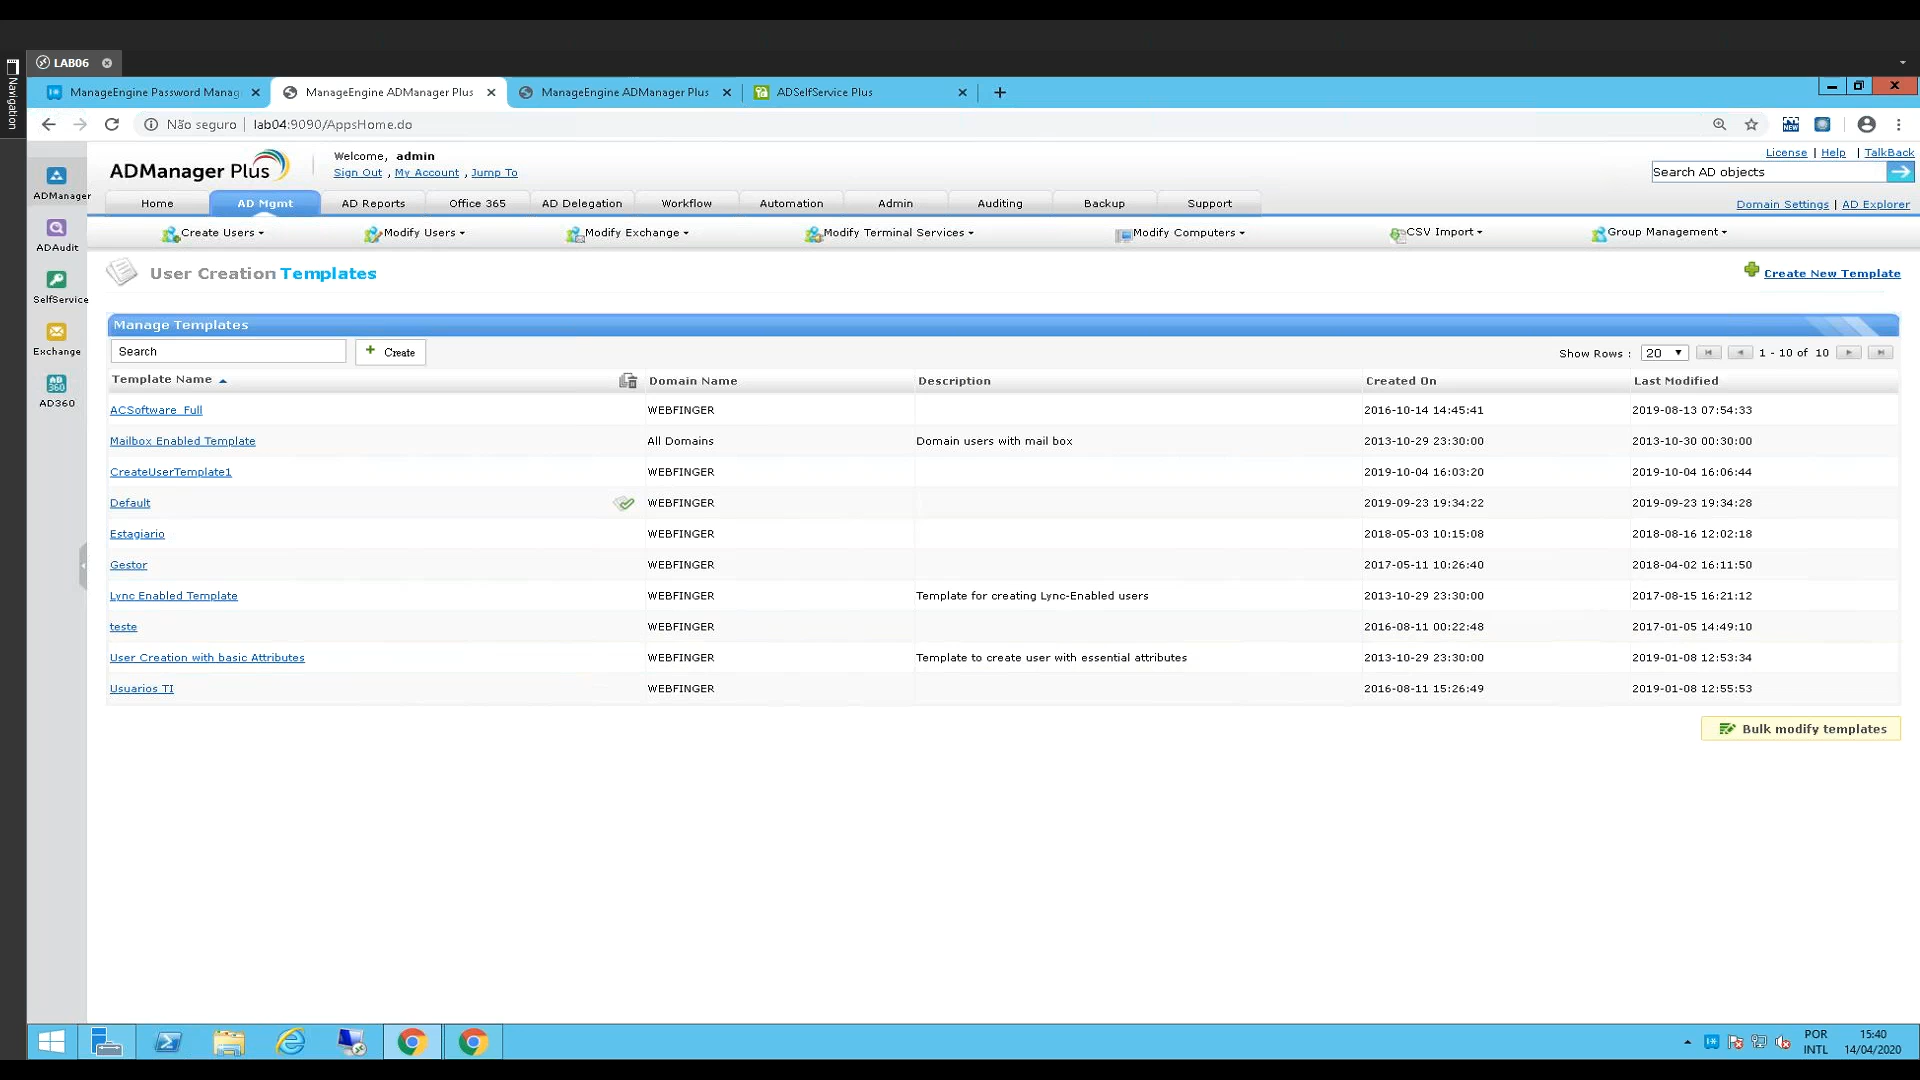 LAB06
Navigation
ManageEngine Password Manag
ManageEngine ADManager Plus
ManageEngine ADManager Plus
ADSelfService Plus
Não seguro | lab04:9090/AppsHome.do
ADManager Plus
Welcome, admin
Sign Out , My Account , Jump To
License | Help | TalkBack
Search AD objects
Home
AD Mgmt
AD Reports
Office 365
AD Delegation
Workflow
Automation
Admin
Auditing
Backup
Support
Domain Settings | AD Explorer
ADManager
ADAudit
SelfService
Exchange
AD360
Create Users
Modify Users
Modify Exchange
Modify Terminal Services
Modify Computers
CSV Import
Group Management
User Creation Templates
Create New Template
Manage Templates
Search
Create
Show Rows : 20 1 - 10 of 10
Template Name Domain Name Description Created On Last Modified
ACSoftware_Full WEBFINGER 2016-10-14 14:45:41 2019-08-13 07:54:33
Mailbox Enabled Template All Domains Domain users with mail box 2013-10-29 23:30:00 2013-10-30 00:30:00
CreateUserTemplate1 WEBFINGER 2019-10-04 16:03:20 2019-10-04 16:06:44
Default WEBFINGER 2019-09-23 19:34:22 2019-09-23 19:34:28
Estagiario WEBFINGER 2018-05-03 10:15:08 2018-08-16 12:02:18
Gestor WEBFINGER 2017-05-11 10:26:40 2018-04-02 16:11:50
Lync Enabled Template WEBFINGER Template for creating Lync-Enabled users 2013-10-29 23:30:00 2017-08-15 16:21:12
teste WEBFINGER 2016-08-11 00:22:48 2017-01-05 14:49:10
User Creation with basic Attributes WEBFINGER Template to create user with essential attributes 2013-10-29 23:30:00 2019-01-08 12:53:34
Usuarios TI WEBFINGER 2016-08-11 15:26:49 2019-01-08 12:55:53
Bulk modify templates
POR 15:40
INTL 14/04/2020